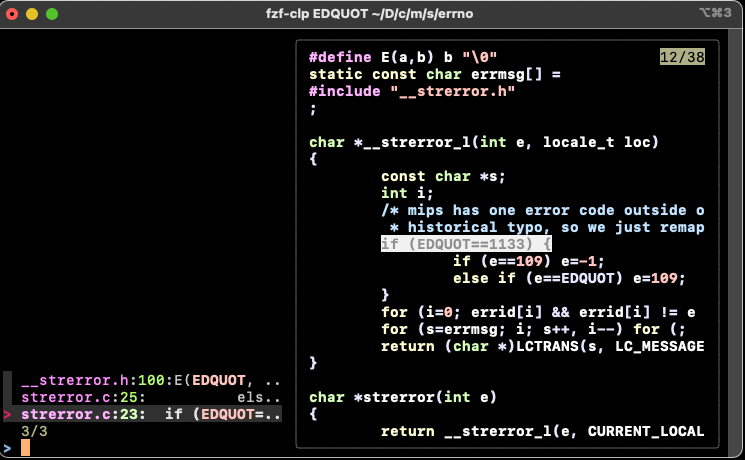 fzf-clp EDQUOT ~/D/c/m/s/errno
⌥⌘3
#define E(a,b) b "\0"
12/38
static const char errmsg[] =
#include "__strerror.h"
;
char *__strerror_l(int e, locale_t loc)
{
const char *s;
int i;
/* mips has one error code outside o
* historical typo, so we just remap
if (EDQUOT==1133) {
if (e==109) e=-1;
else if (e==EDQUOT) e=109;
}
for (i=0; errid[i] && errid[i] != e
for (s=errmsg; i; s++, i--) for (;
return (char *)LCTRANS(s, LC_MESSAGE
}
char *strerror(int e)
{
return __strerror_l(e, CURRENT_LOCAL
__strerror.h:100:E(EDQUOT, ..
strerror.c:25: els..
> strerror.c:23: if (EDQUOT=..
3/3
>